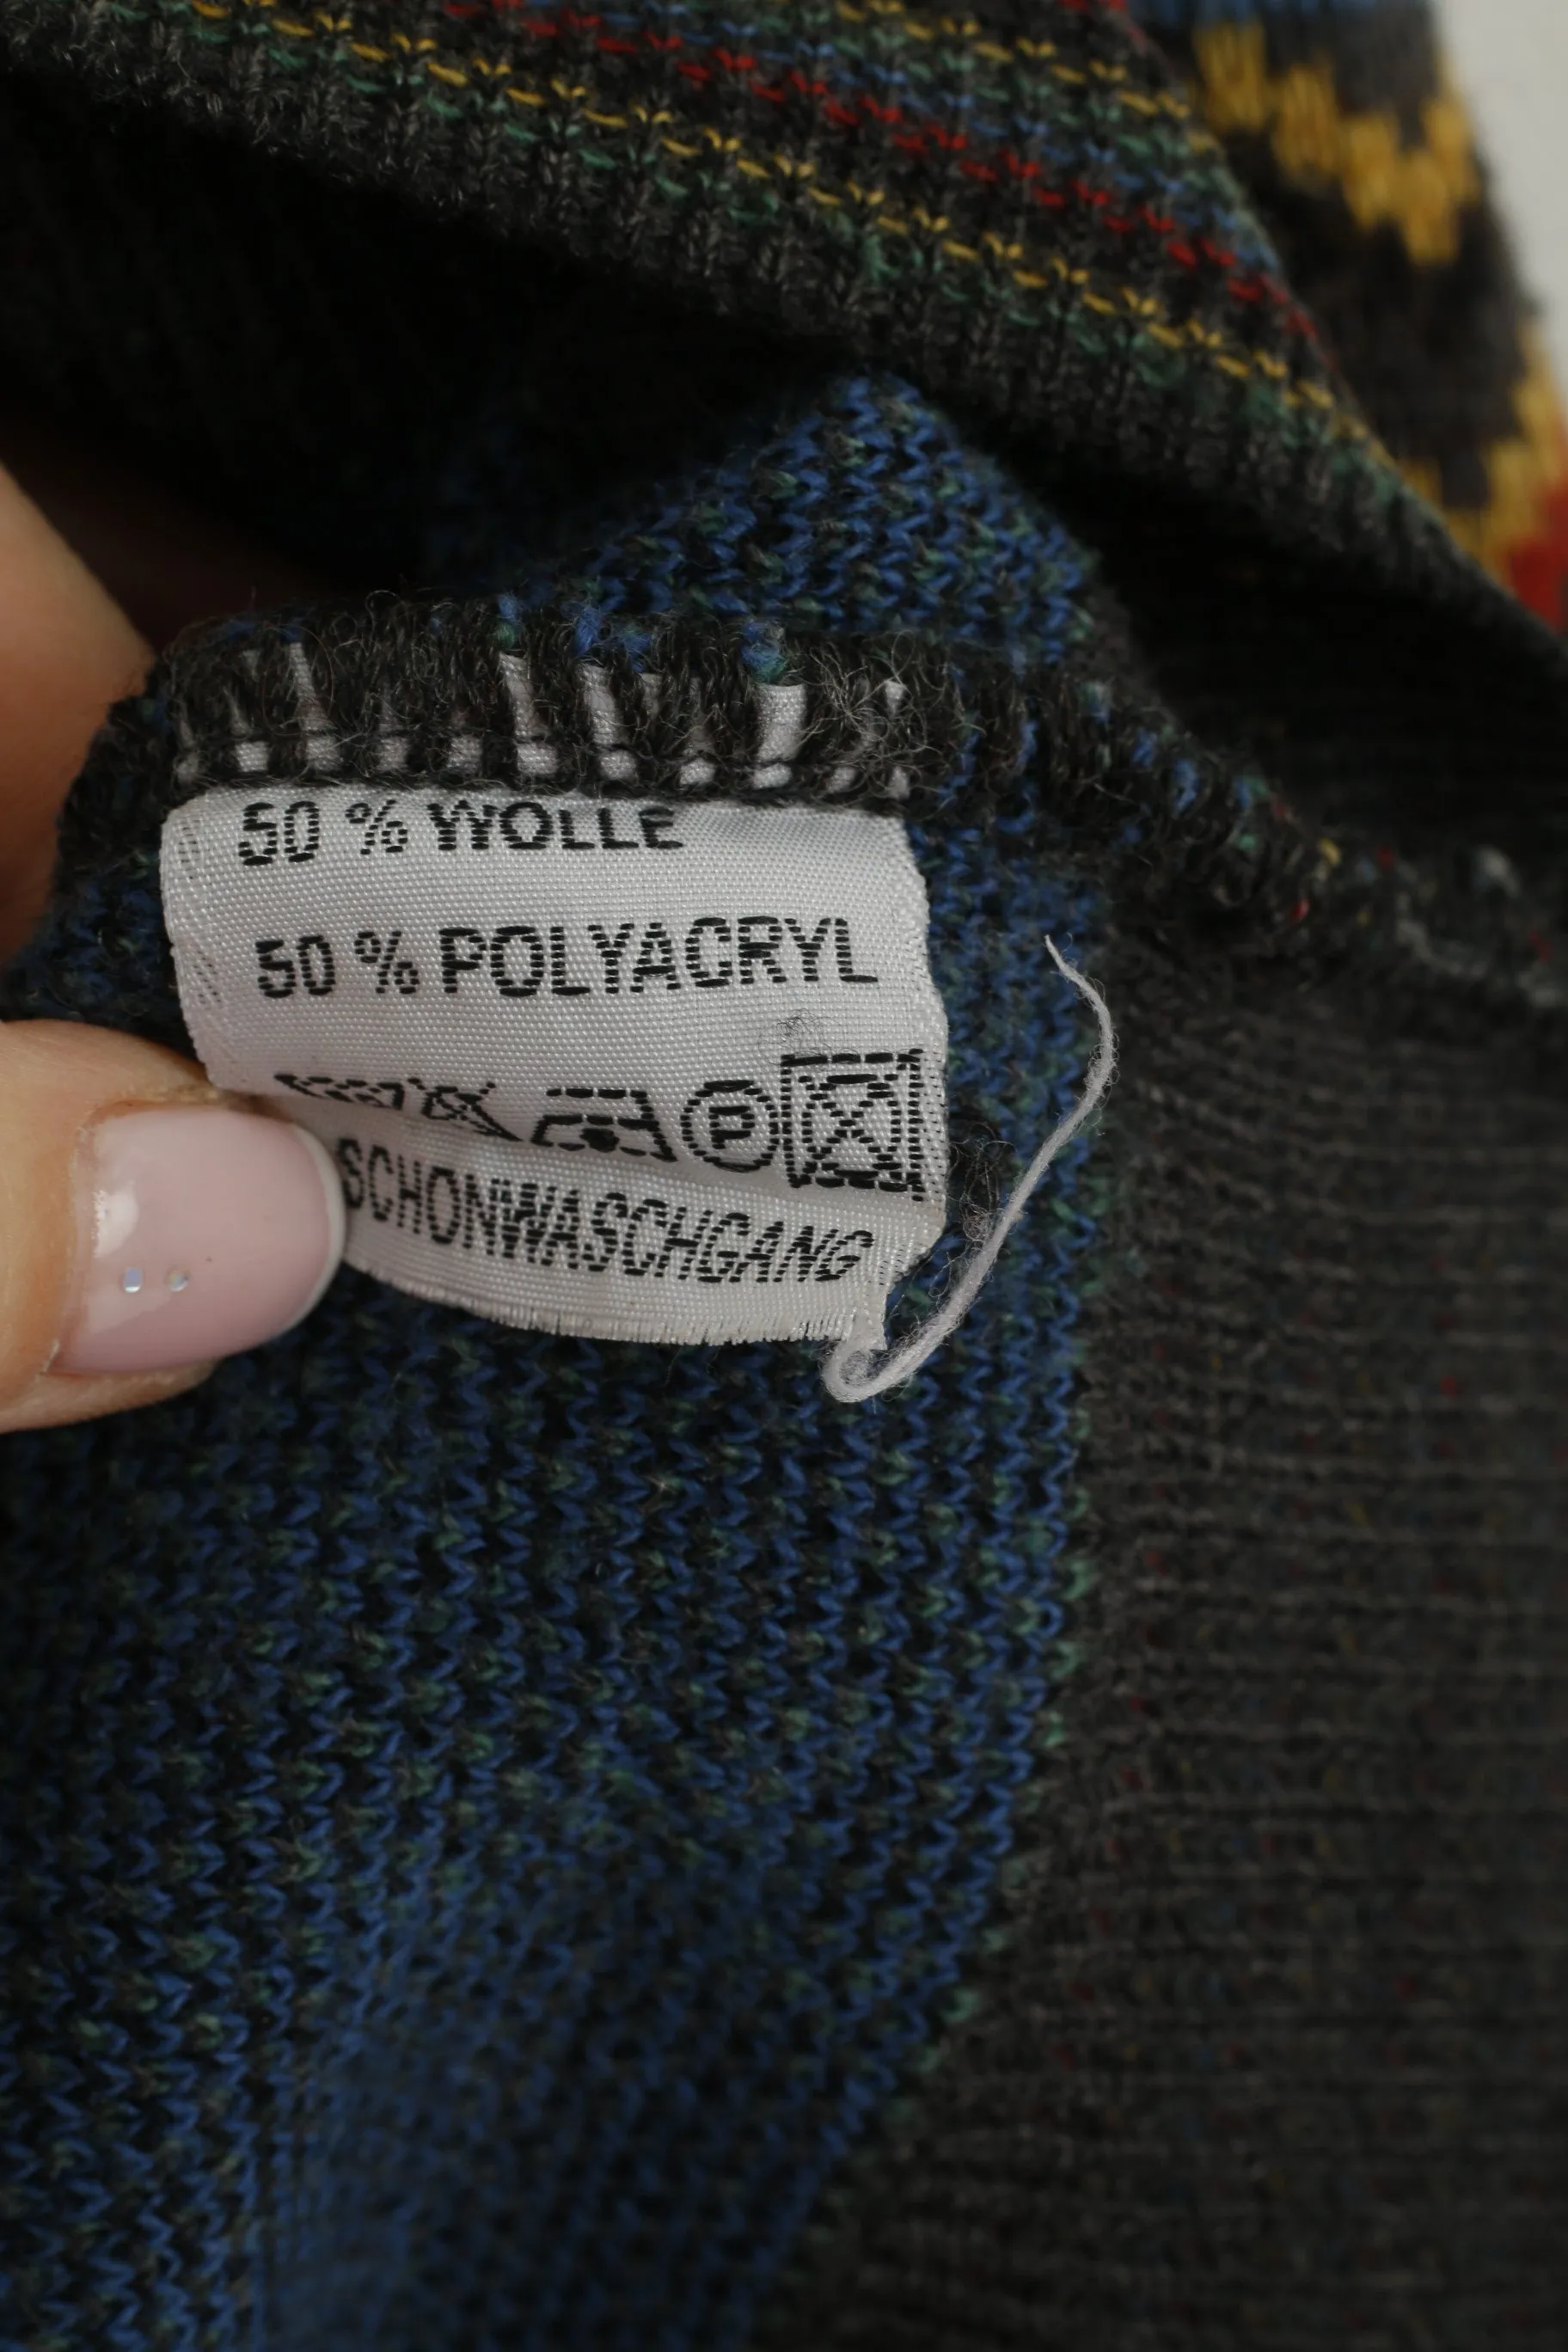 50 % WOLLE
50 % POLYACRYL
P
SCHONWASCHGANG